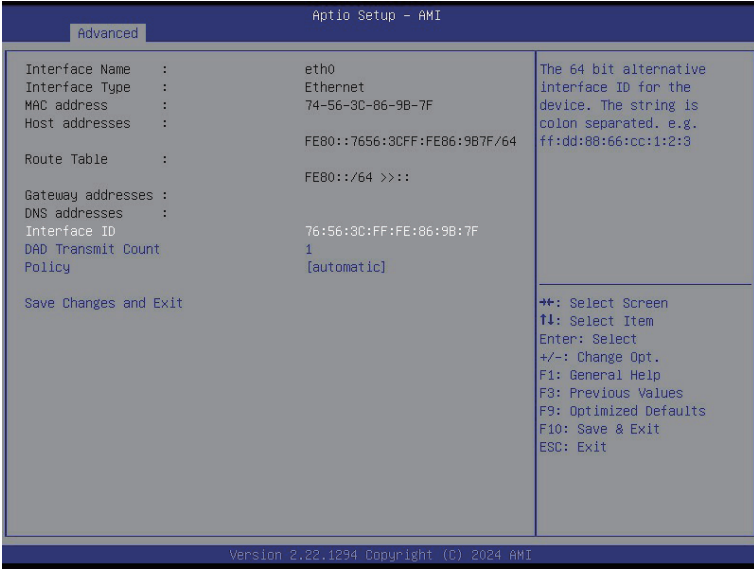 Aptio Setup – AMI
Advanced
Interface Name :
eth0
Interface Type :
Ethernet
MAC address :
74-56-3C-86-9B-7F
Host addresses :
FE80::7656:3CFF:FE86:9B7F/64
Route Table :
FE80::/64 >>::
Gateway addresses :
DNS addresses :
Interface ID
76:56:3C:FF:FE:86:9B:7F
DAD Transmit Count
1
Policy
[automatic]
Save Changes and Exit
The 64 bit alternative
interface ID for the
device. The string is
colon separated. e.g.
ff:dd:88:66:cc:1:2:3
→←: Select Screen
↑↓: Select Item
Enter: Select
+/-: Change Opt.
F1: General Help
F3: Previous Values
F9: Optimized Defaults
F10: Save & Exit
ESC: Exit
Version 2.22.1294 Copyright (C) 2024 AMI